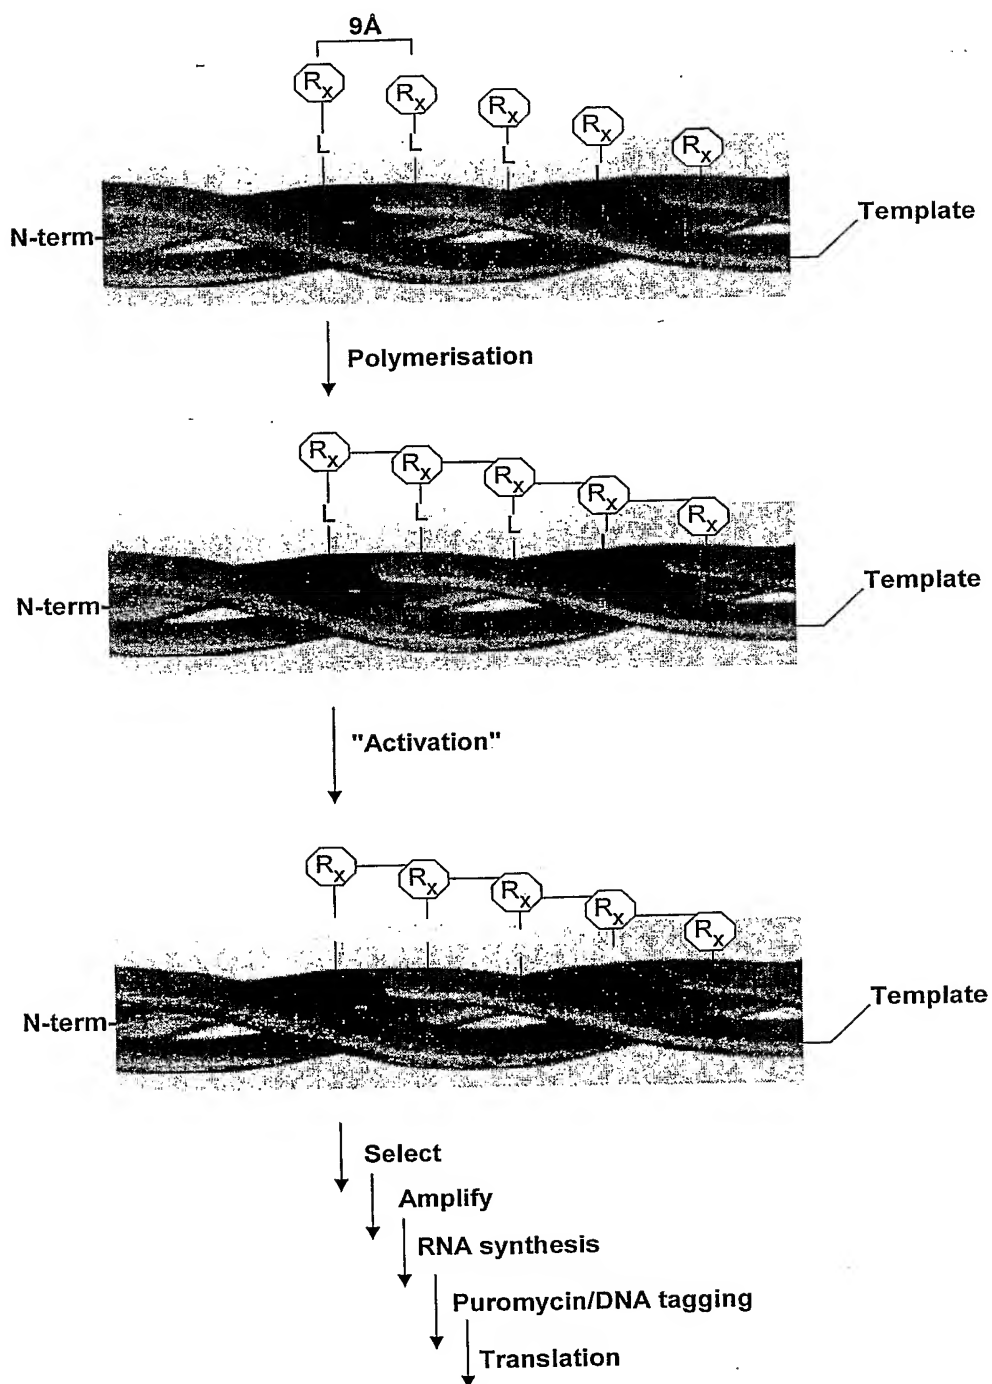 9Å
Rx Rx Rx Rx Rx
L L L L
N-term
Template
Polymerisation
Rx Rx Rx Rx Rx
L L L L
N-term
Template
"Activation"
Rx Rx Rx Rx Rx
N-term
Template
Select
Amplify
RNA synthesis
Puromycin/DNA tagging
Translation